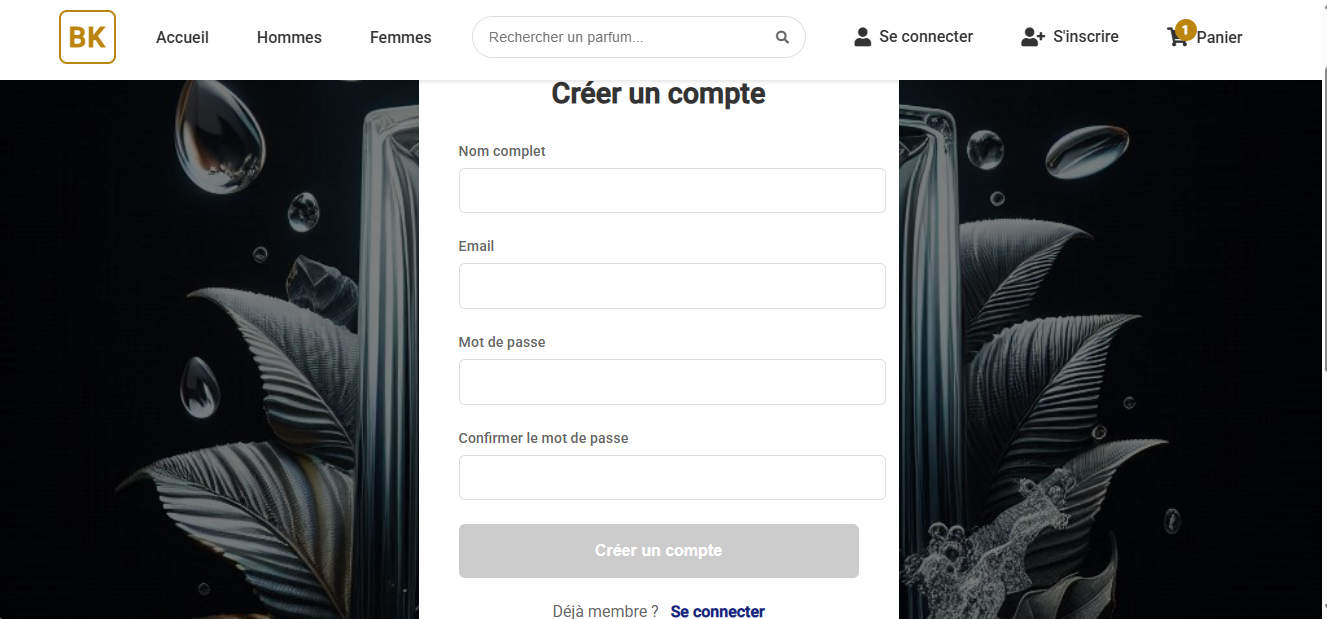 BK
Accueil
Hommes
Femmes
Rechercher un parfum...
Se connecter
S'inscrire
1
Panier
Créer un compte
Nom complet
Email
Mot de passe
Confirmer le mot de passe
Créer un compte
Déjà membre ? Se connecter